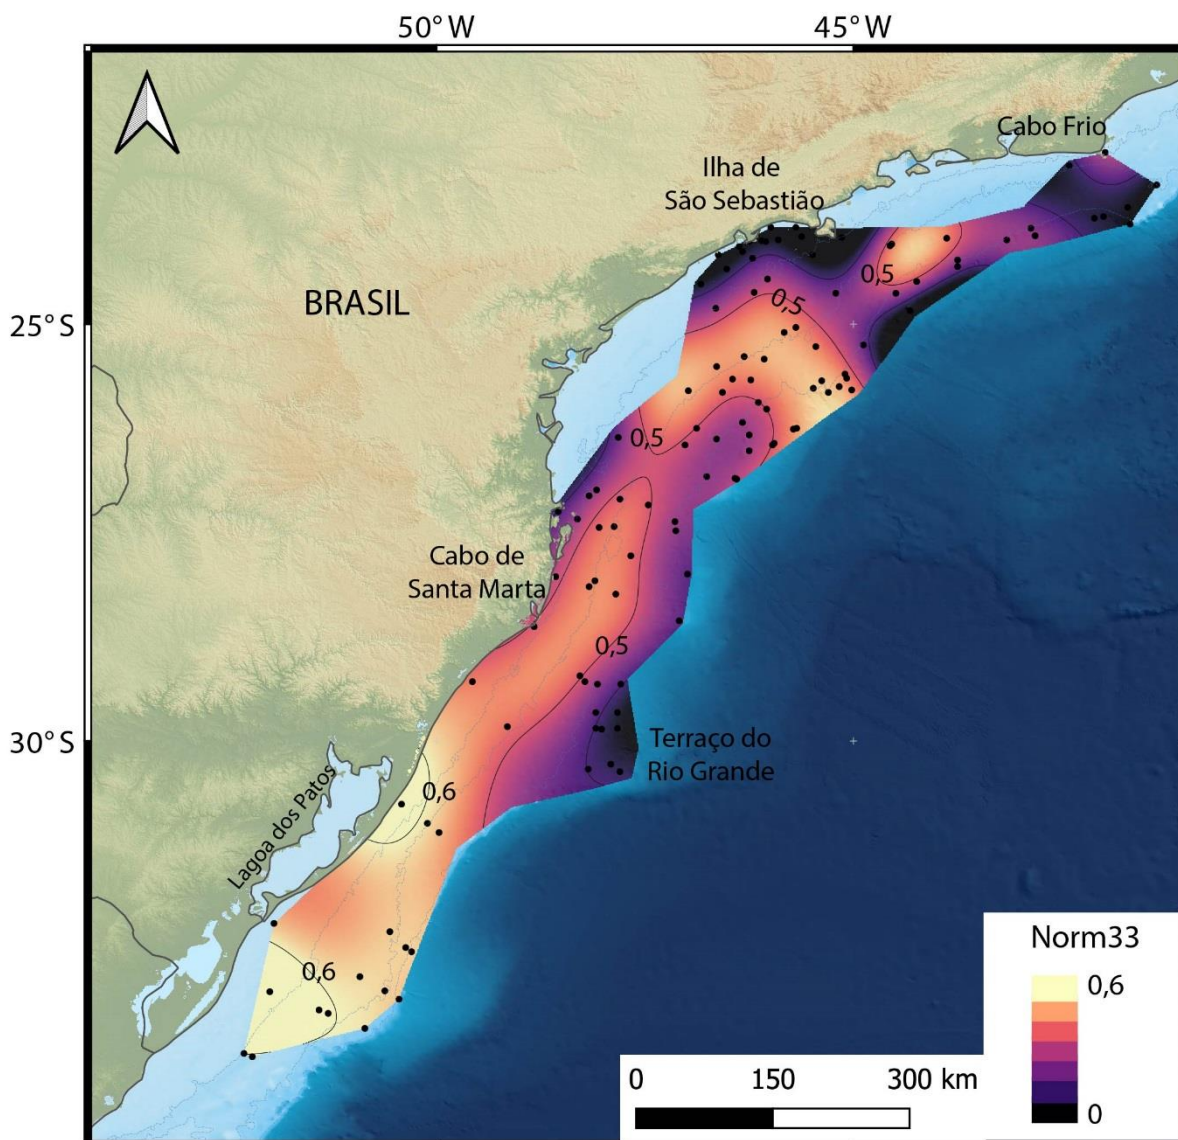 50°W
45°W
Cabo Frio
Ilha de
São Sebastião
0,5
0,5
BRASIL
25°S
0,5
Cabo de
Santa Marta
0,5
30°S
Terraço do
Rio Grande
0,6
Lagoa dos Patos
0,6
Norm33
0,6
0
0
150
300 km